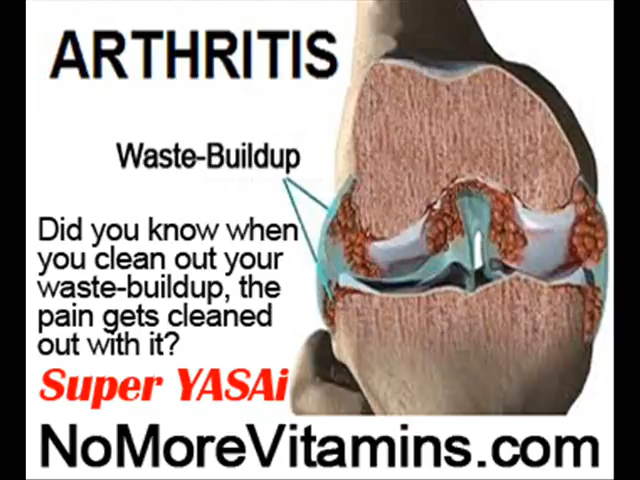 ARTHRITIS
Waste-Buildup
Did you know when
you clean out your
waste-buildup, the
pain gets cleaned
out with it?
Super YASAi
NoMoreVitamins.com